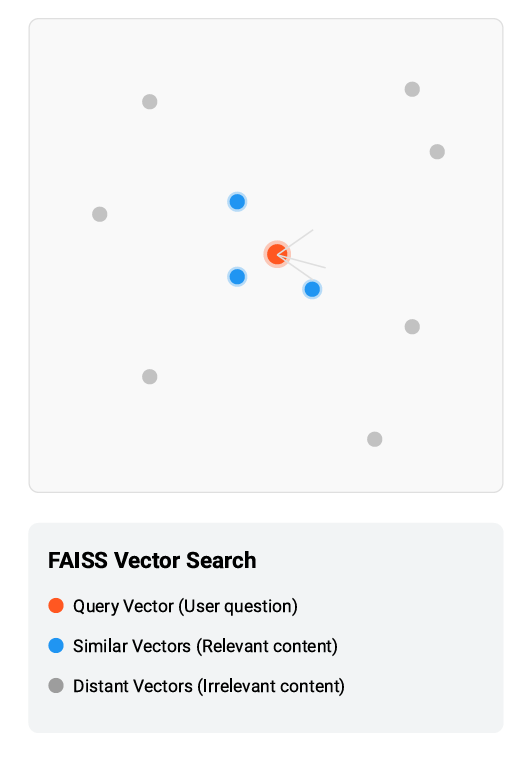 FAISS Vector Search
Query Vector (User question)
Similar Vectors (Relevant content)
Distant Vectors (Irrelevant content)